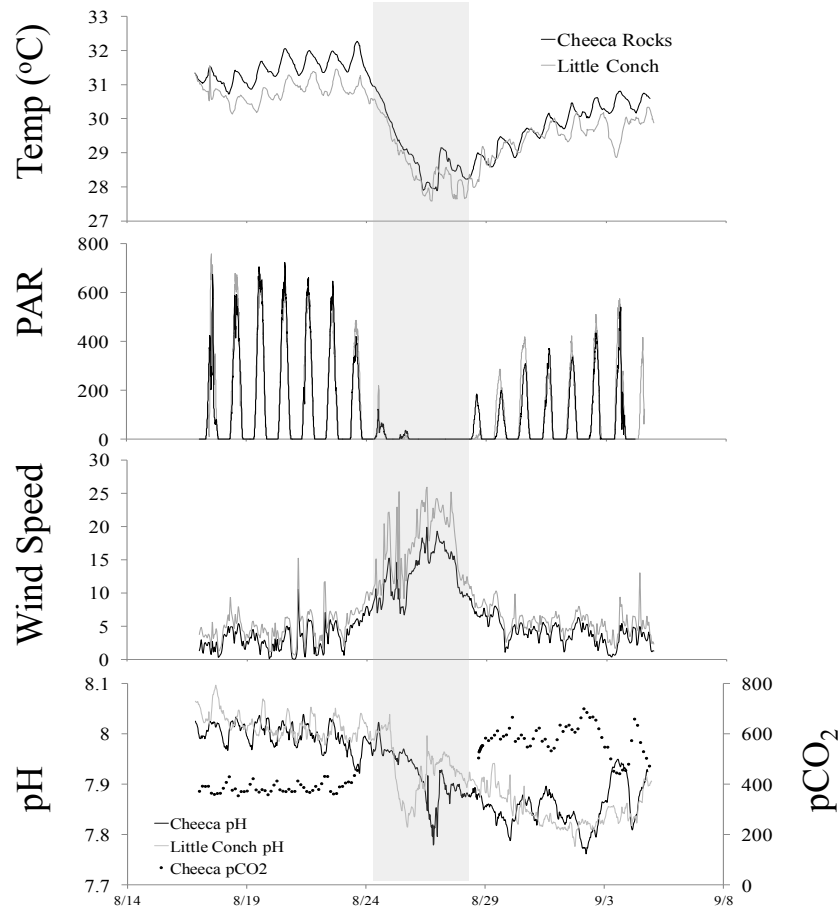 33
32
31
30
29
28
27
Temp (°C)
Cheeca Rocks
Little Conch
800
600
400
200
0
PAR
30
25
20
15
10
5
0
Wind Speed
8.1
8
7.9
7.8
7.7
pH
800
600
400
200
0
pCO2
Cheeca pH
Little Conch pH
Cheeca pCO2
8/14 8/19 8/24 8/29 9/3 9/8